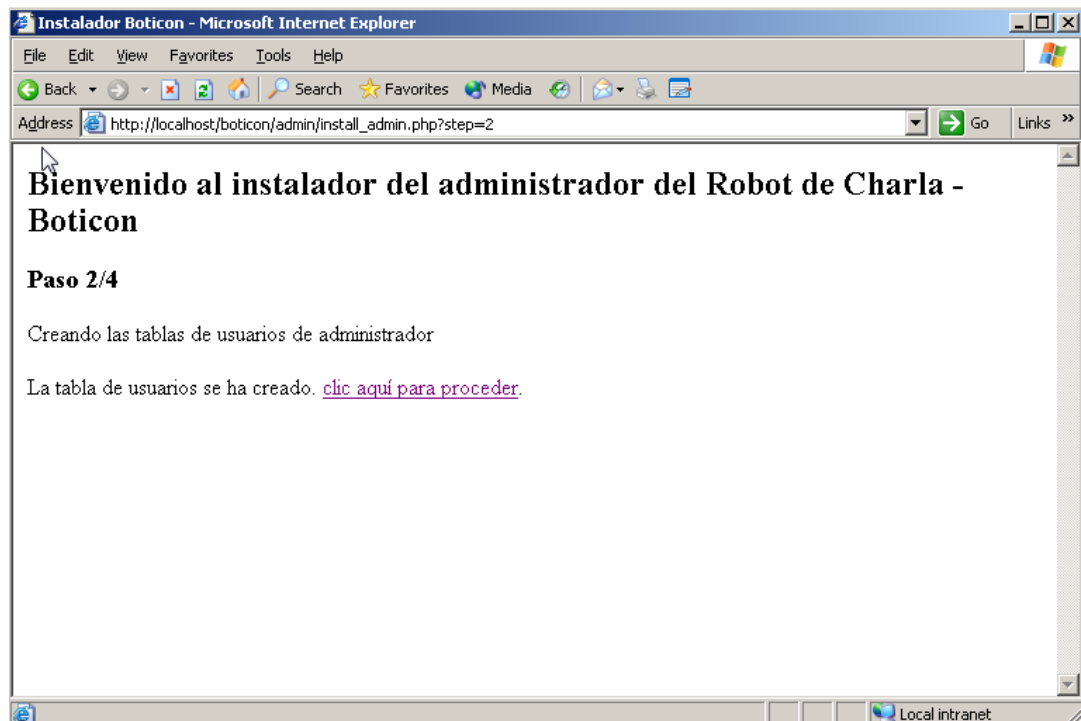 Instalador Boticon - Microsoft Internet Explorer
File Edit View Favorites Tools Help
Back Search Favorites Media
Address http://localhost/boticon/admin/install_admin.php?step=2 Go Links »
Bienvenido al instalador del administrador del Robot de Charla -
Boticon
Paso 2/4
Creando las tablas de usuarios de administrador
La tabla de usuarios se ha creado. clic aquí para proceder.
Local intranet